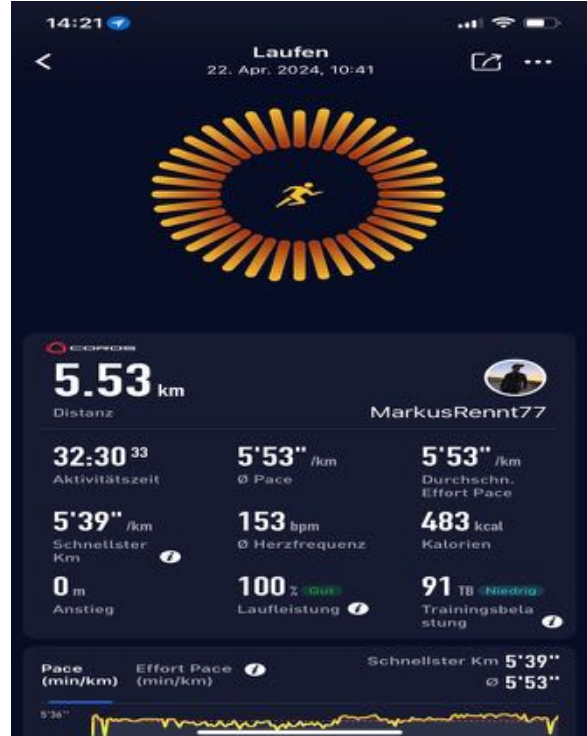 14:21
Laufen
22. Apr. 2024, 10:41
COROS
5.53 km
Distanz
MarkusRennt77
32:30 33
5'53" /km
5'53" /km
Aktivitätszeit
Ø Pace
Durchschn.
Effort Pace
5'39" /km
153 bpm
483 kcal
Schnellster
Km
Ø Herzfrequenz
Kalorien
0 m
100 % Gut
91 TB Niedrig
Anstieg
Laufleistung
Trainingsbela
stung
Pace
(min/km)
Effort Pace
(min/km)
Schnellster Km 5'39"
Ø 5'53"
5'36"